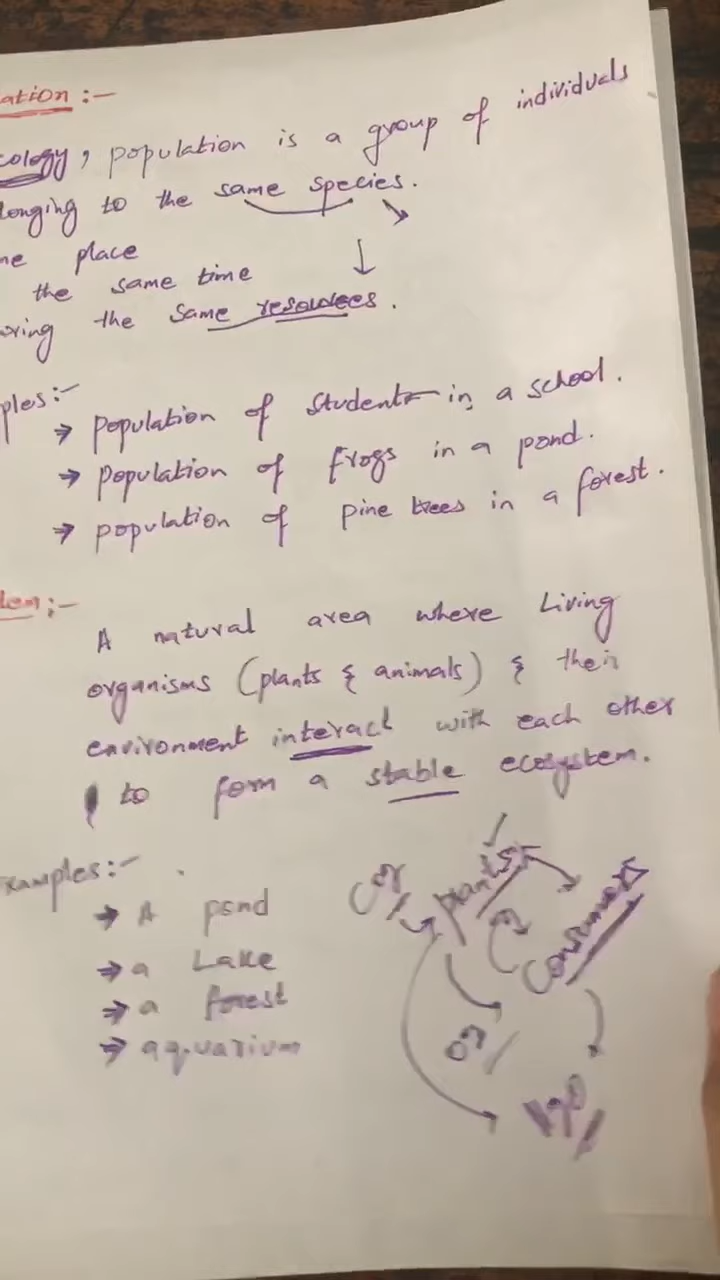 ation :-
cology, population is a group of individuals
longing to the same species.
me place
the same time
aring the same resources.
ples:-
→ population of students in a school.
→ population of frogs in a pond.
→ population of pine trees in a forest.
tem:-
A natural area where Living
organisms (plants & animals) & their
environment interact with each other
to form a stable ecosystem.
xamples:-
→ A pond
→ a Lake
→ a forest
→ aquarium
plants
Consumers